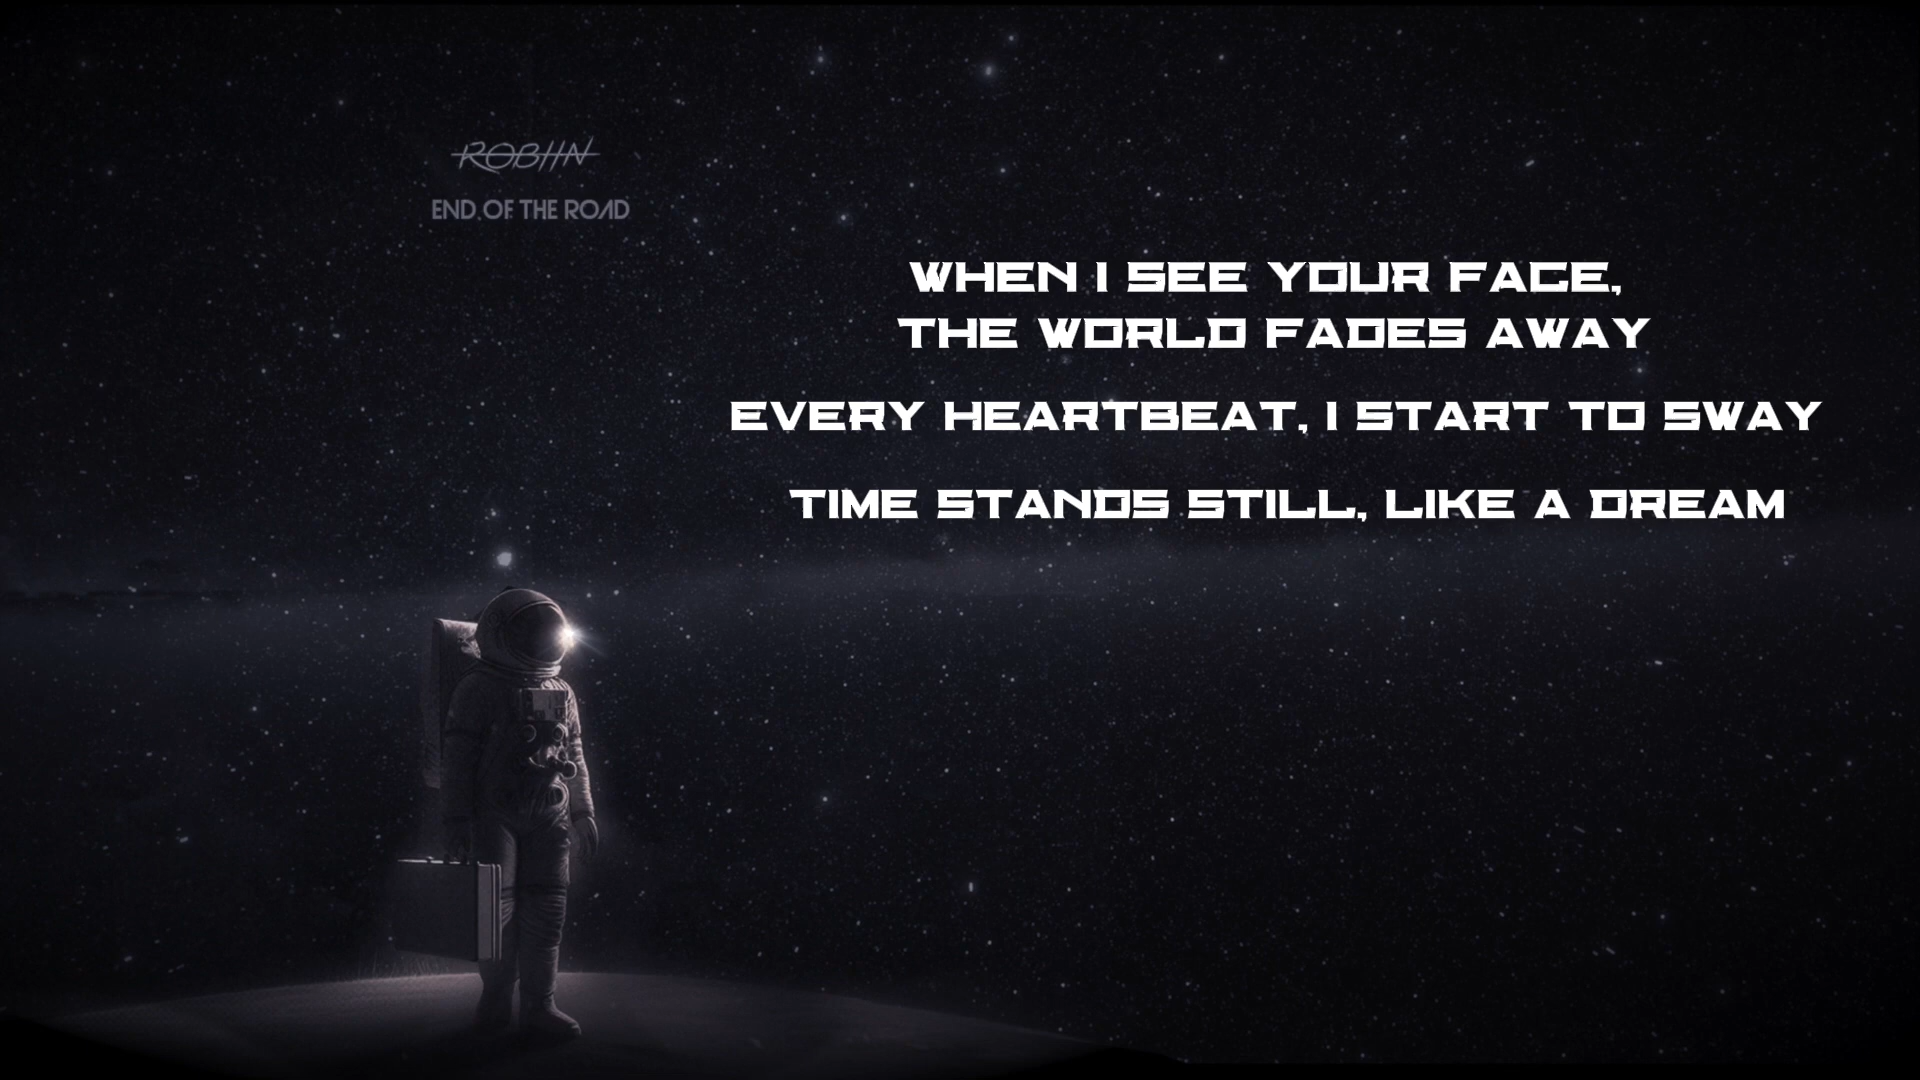 ROBIIN
END OF THE ROAD
WHEN I SEE YOUR FACE,
THE WORLD FADES AWAY
EVERY HEARTBEAT, I START TO SWAY
TIME STANDS STILL, LIKE A DREAM